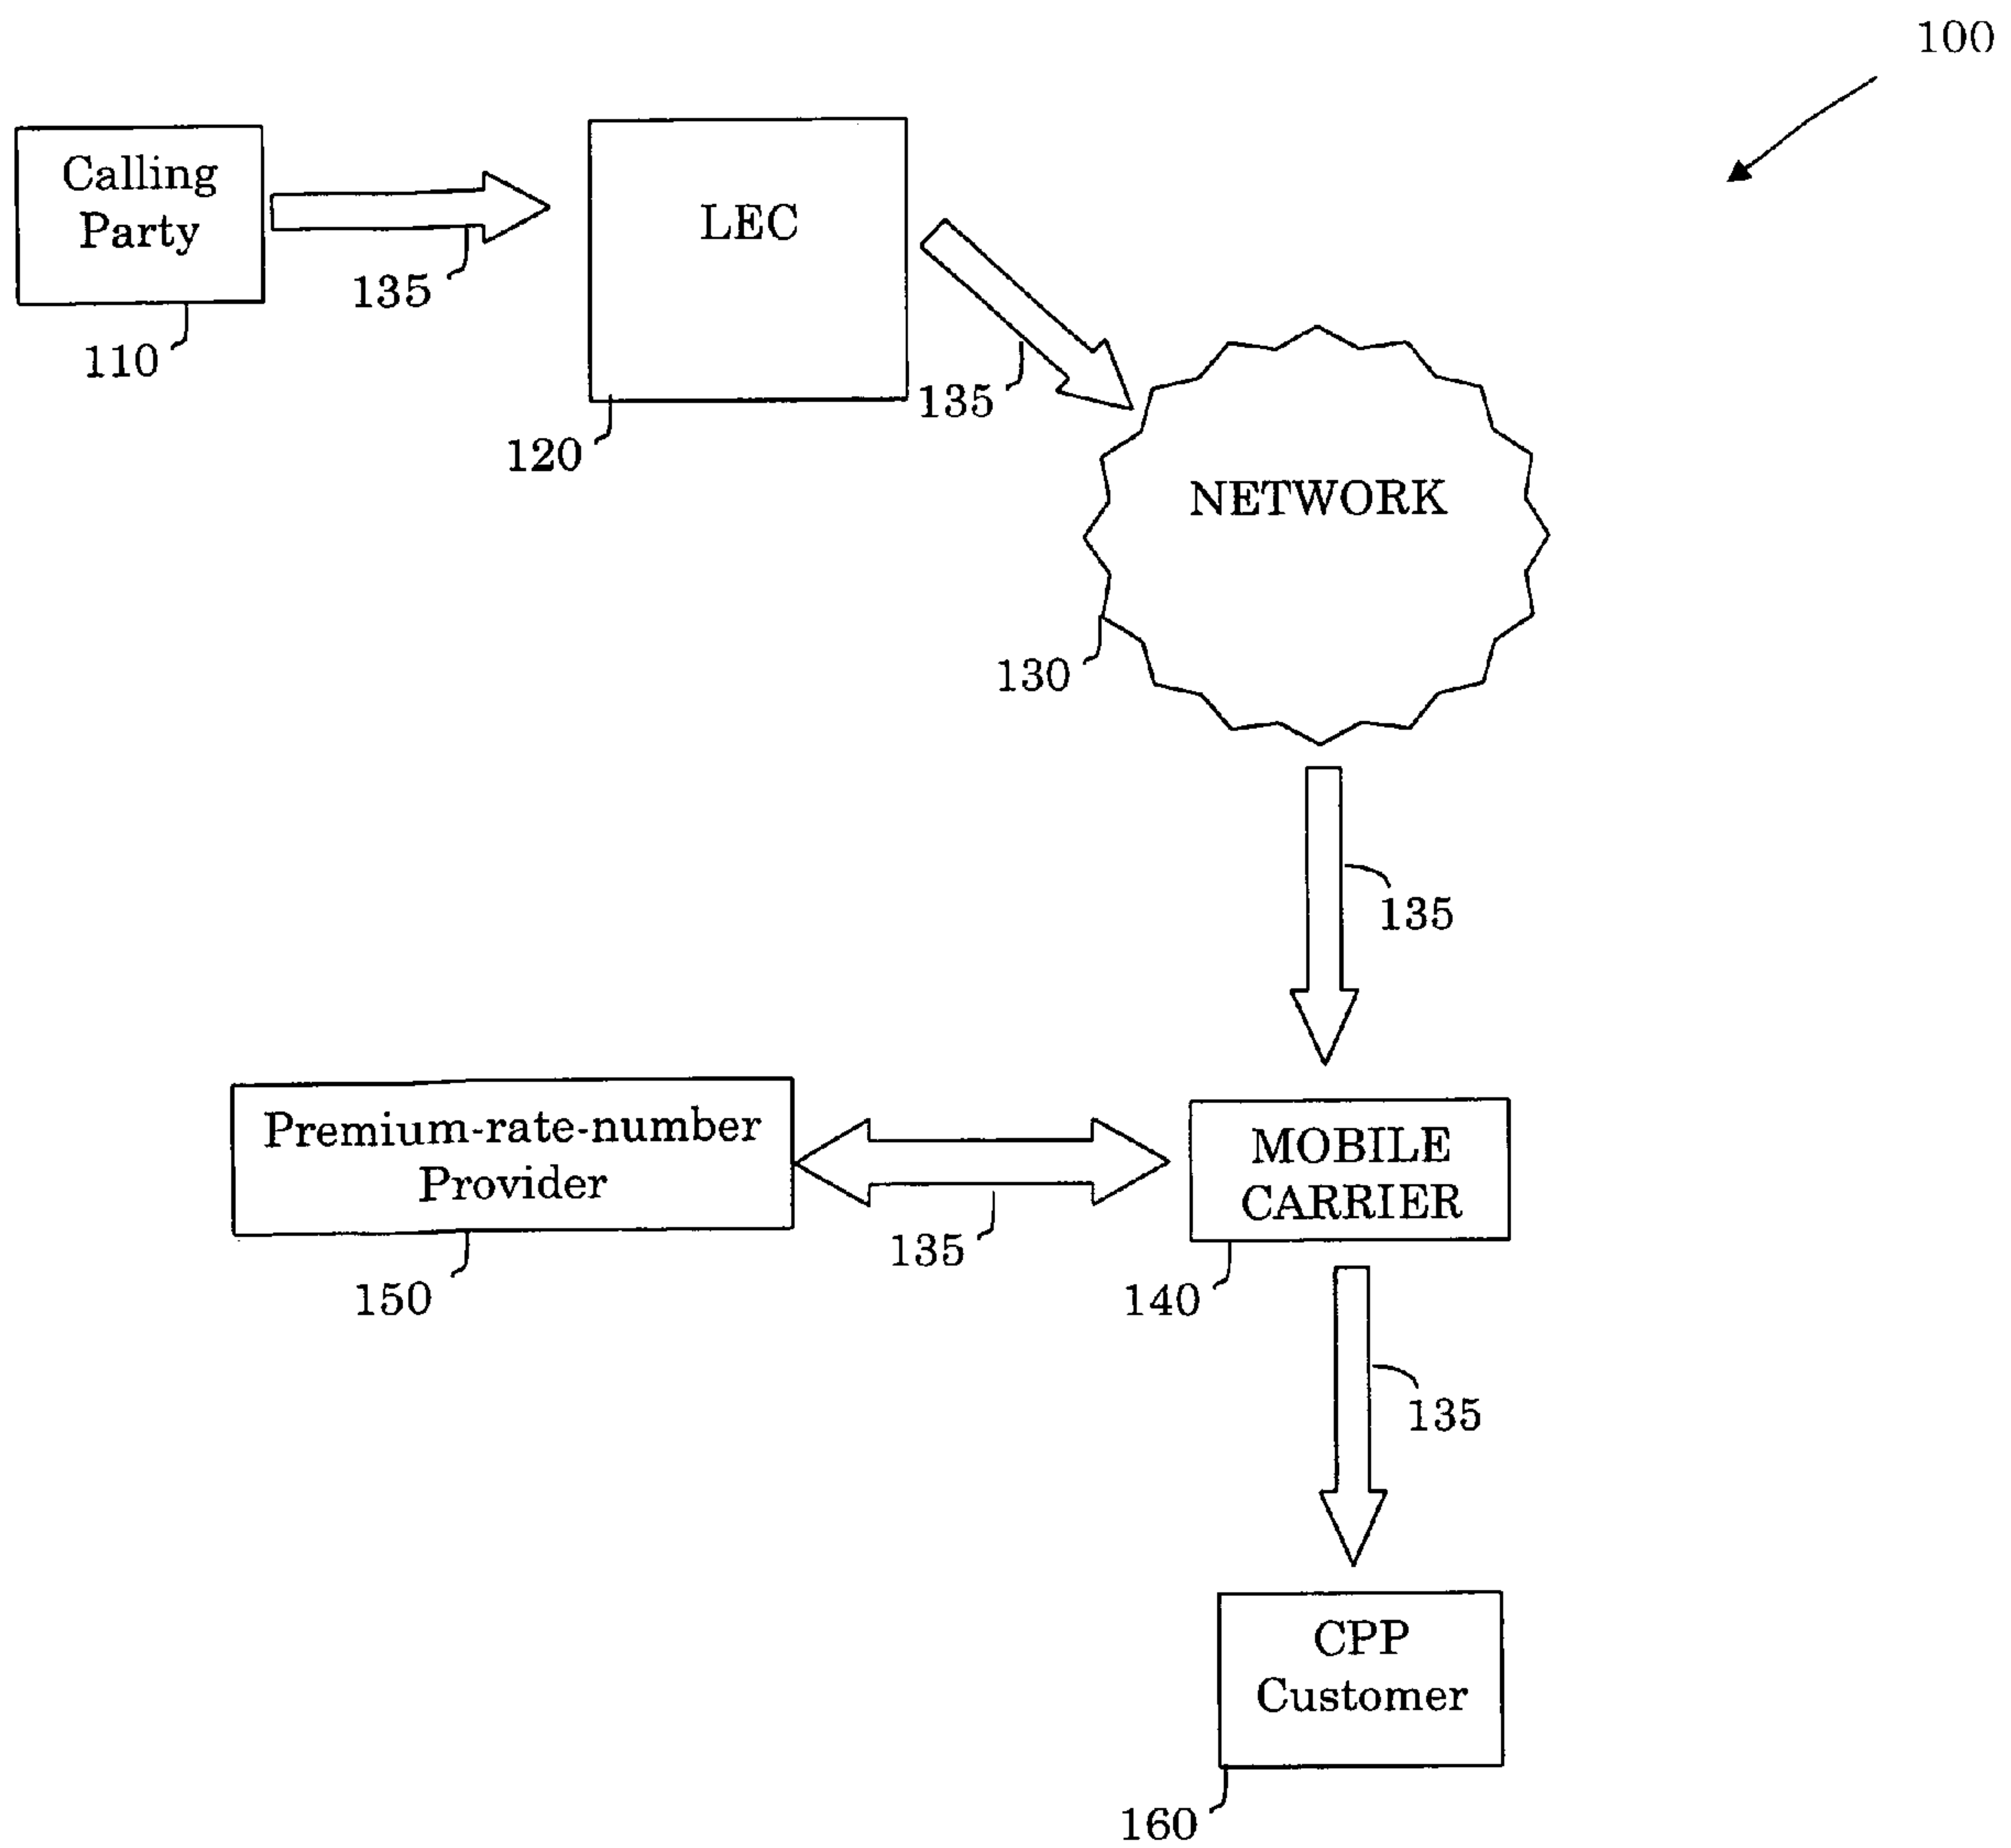 100
Calling
Party
LEC
135
110
135
120
NETWORK
130
135
Premium-rate-number
Provider
MOBILE
CARRIER
135
150
140
135
CPP
Customer
160